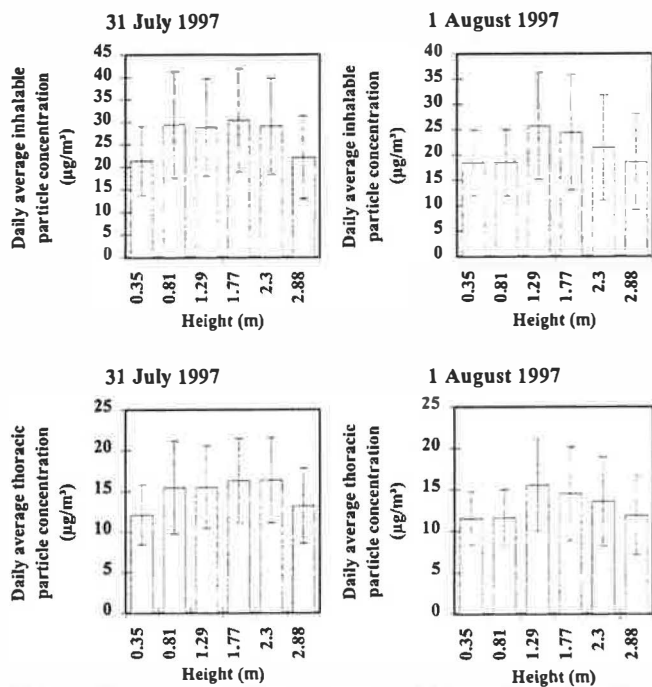 31 July 1997
Daily average inhalable
particle concentration
(µg/m³)
45
40
35
30
25
20
15
10
5
0
0.35
0.81
1.29
1.77
2.3
2.88
Height (m)
1 August 1997
Daily average inhalable
particle concentration
(µg/m³)
40
35
30
25
20
15
10
5
0
0.35
0.81
1.29
1.77
2.3
2.88
Height (m)
31 July 1997
Daily average thoracic
particle concentration
(µg/m³)
25
20
15
10
5
0
0.35
0.81
1.29
1.77
2.3
2.88
Height (m)
1 August 1997
Daily average thoracic
particle concentration
(µg/m³)
25
20
15
10
5
0
0.35
0.81
1.29
1.77
2.3
2.88
Height (m)